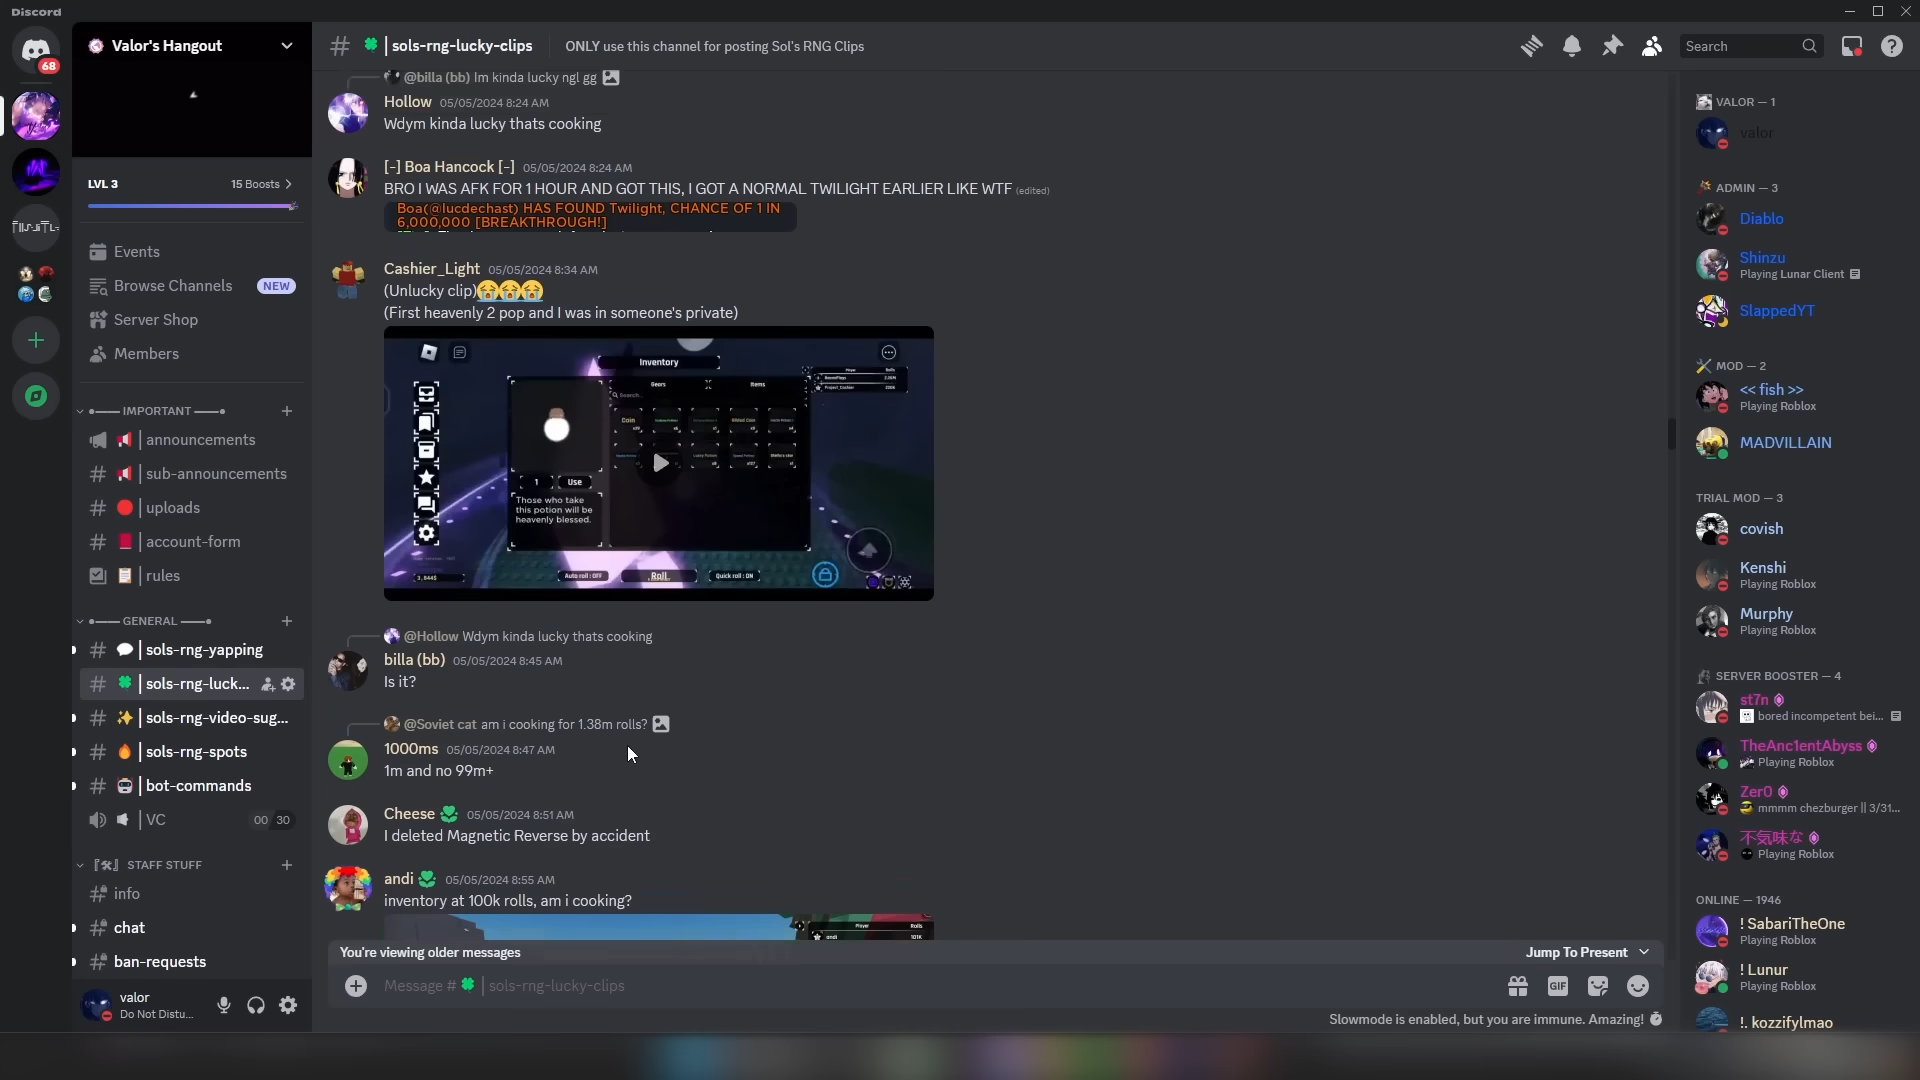 Discord
68
Valor's Hangout
LVL 3
15 Boosts
Events
Browse Channels
NEW
Server Shop
Members
IMPORTANT
announcements
sub-announcements
uploads
account-form
rules
GENERAL
sols-rng-yapping
sols-rng-luck...
sols-rng-video-sug...
sols-rng-spots
bot-commands
VC
00 30
STAFF STUFF
info
chat
ban-requests
valor
Do Not Distu...
# | sols-rng-lucky-clips
ONLY use this channel for posting Sol's RNG Clips
Search
@billa (bb) Im kinda lucky ngl gg
Hollow 05/05/2024 8:24 AM
Wdym kinda lucky thats cooking
[-] Boa Hancock [-] 05/05/2024 8:24 AM
BRO I WAS AFK FOR 1 HOUR AND GOT THIS, I GOT A NORMAL TWILIGHT EARLIER LIKE WTF (edited)
Boa(@lucdechast) HAS FOUND Twilight, CHANCE OF 1 IN
6,000,000 [BREAKTHROUGH!]
Cashier_Light 05/05/2024 8:34 AM
(Unlucky clip)😭😭😭
(First heavenly 2 pop and I was in someone's private)
Inventory
Gears
Items
Search...
Coin
Player
Rolls
1
Use
Those who take
this potion will be
heavenly blessed.
Auto roll : OFF
Roll
Quick roll : ON
@Hollow Wdym kinda lucky thats cooking
billa (bb) 05/05/2024 8:45 AM
Is it?
@Soviet cat am i cooking for 1.38m rolls?
1000ms 05/05/2024 8:47 AM
1m and no 99m+
Cheese 05/05/2024 8:51 AM
I deleted Magnetic Reverse by accident
andi 05/05/2024 8:55 AM
inventory at 100k rolls, am i cooking?
Player
Rolls
andi
101K
You're viewing older messages
Jump To Present
Message # 🍀 | sols-rng-lucky-clips
GIF
Slowmode is enabled, but you are immune. Amazing!
VALOR — 1
valor
ADMIN — 3
Diablo
Shinzu
Playing Lunar Client
SlappedYT
MOD — 2
<< fish >>
Playing Roblox
MADVILLAIN
TRIAL MOD — 3
covish
Kenshi
Playing Roblox
Murphy
Playing Roblox
SERVER BOOSTER — 4
st7n
bored incompetent bei...
TheAnc1entAbyss
Playing Roblox
Zer0
mmmm chezburger || 3/31...
不気味な
Playing Roblox
ONLINE — 1946
! SabariTheOne
Playing Roblox
! Lunur
Playing Roblox
!. kozzifylmao